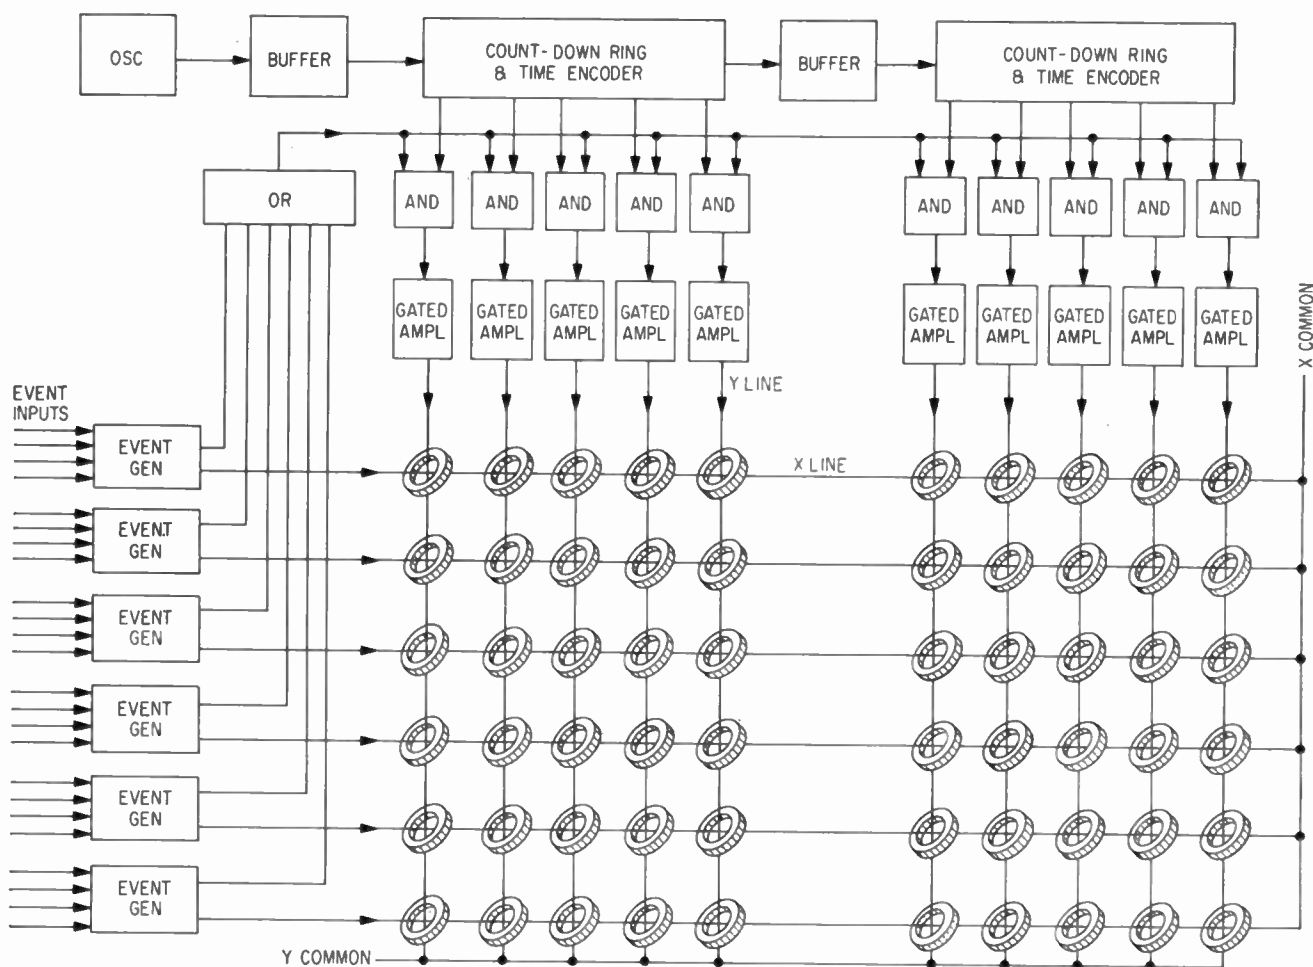 OSC
BUFFER
COUNT-DOWN RING
& TIME ENCODER
BUFFER
COUNT-DOWN RING
& TIME ENCODER
OR
AND
AND
AND
AND
AND
AND
AND
AND
AND
AND
GATED
AMPL
GATED
AMPL
GATED
AMPL
GATED
AMPL
GATED
AMPL
GATED
AMPL
GATED
AMPL
GATED
AMPL
GATED
AMPL
GATED
AMPL
X COMMON
Y LINE
EVENT
INPUTS
EVENT
GEN
X LINE
EVEN.T
GEN
EVENT
GEN
EVENT
GEN
EVENT
GEN
EVENT
GEN
Y COMMON